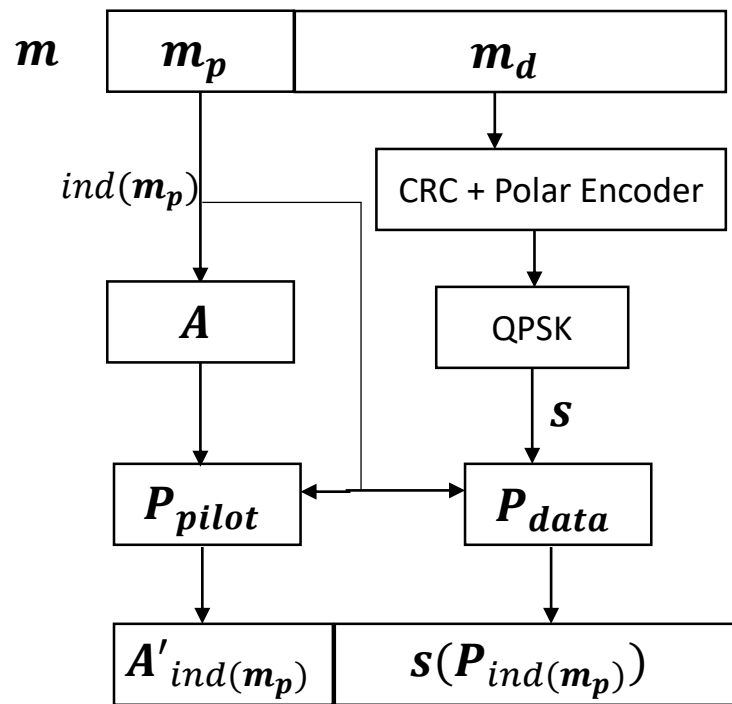 m m_p m_d
ind(m_p)
CRC + Polar Encoder
A
QPSK
s
P_pilot P_data
A'_ind(m_p) s(P_ind(m_p))